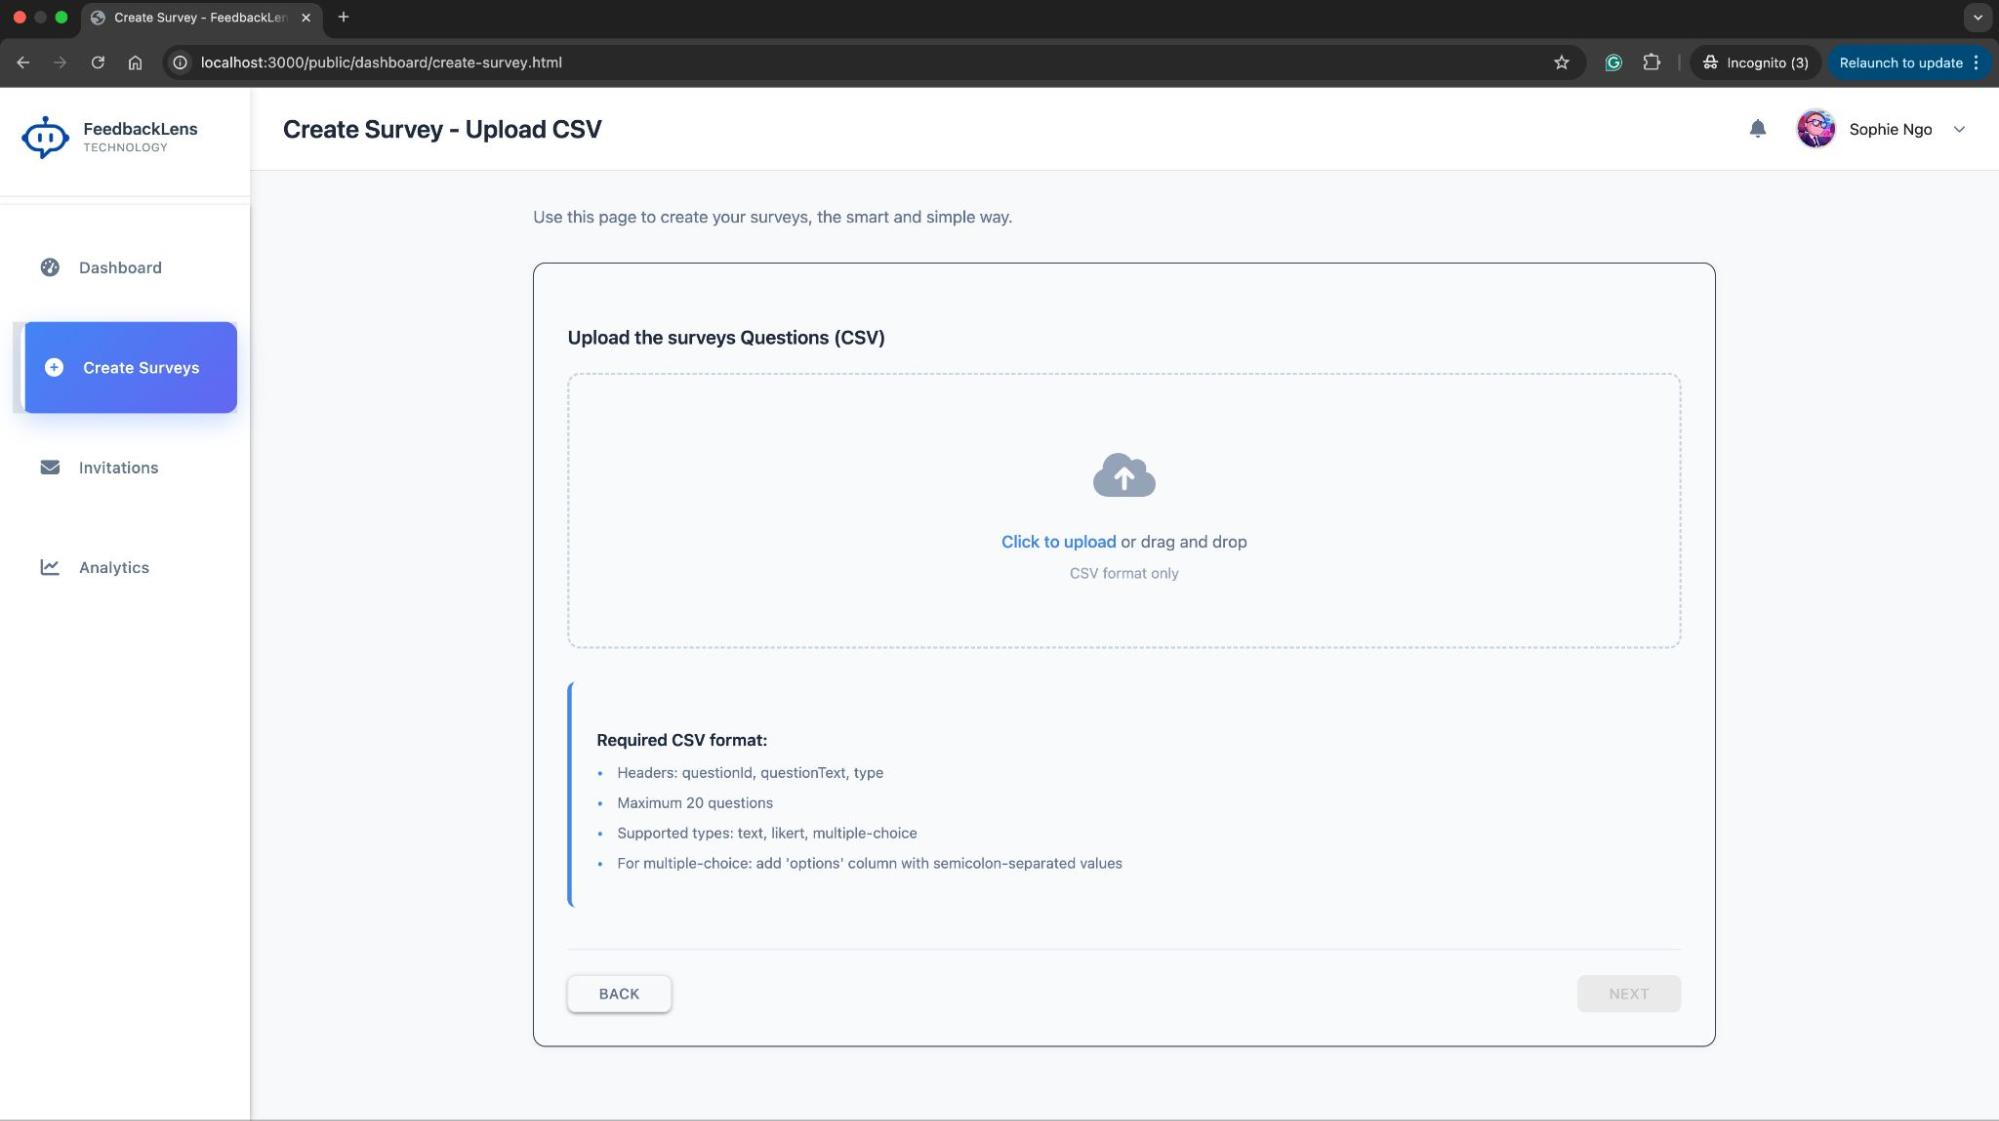 Create Survey - FeedbackLen
localhost:3000/public/dashboard/create-survey.html
Incognito (3)
Relaunch to update
FeedbackLens
TECHNOLOGY
Create Survey - Upload CSV
Sophie Ngo
Use this page to create your surveys, the smart and simple way.
Dashboard
Create Surveys
Invitations
Analytics
Upload the surveys Questions (CSV)
Click to upload or drag and drop
CSV format only
Required CSV format:
• Headers: questionId, questionText, type
• Maximum 20 questions
• Supported types: text, likert, multiple-choice
• For multiple-choice: add 'options' column with semicolon-separated values
BACK
NEXT